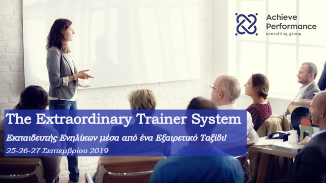 Achieve
Performance
consulting group
The Extraordinary Trainer System
Εκπαιδευτής Ενηλίκων μέσα από ένα Εξαιρετικό Ταξίδι!
25-26-27 Σεπτεμβρίου 2019